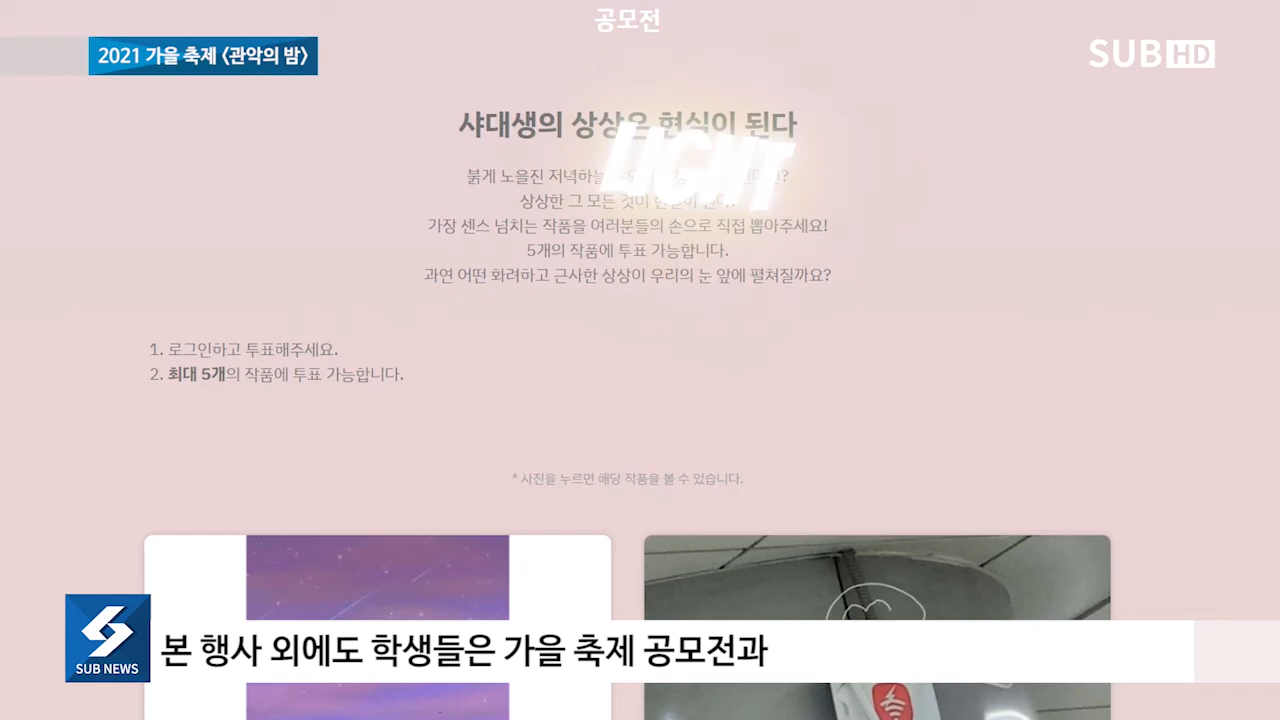 공모전
2021 가을 축제 <관악의 밤>
SUB HD
샤대생의 상상은 현실이 된다
LIGHT
붉게 노을진 저녁하늘
상상한 그 모든 것이 현실이 된다.
가장 센스 넘치는 작품을 여러분들의 손으로 직접 뽑아주세요!
5개의 작품에 투표 가능합니다.
과연 어떤 화려하고 근사한 상상이 우리의 눈 앞에 펼쳐질까요?
1. 로그인하고 투표해주세요.
2. 최대 5개의 작품에 투표 가능합니다.
* 사진을 누르면 해당 작품을 볼 수 있습니다.
SUB NEWS
본 행사 외에도 학생들은 가을 축제 공모전과